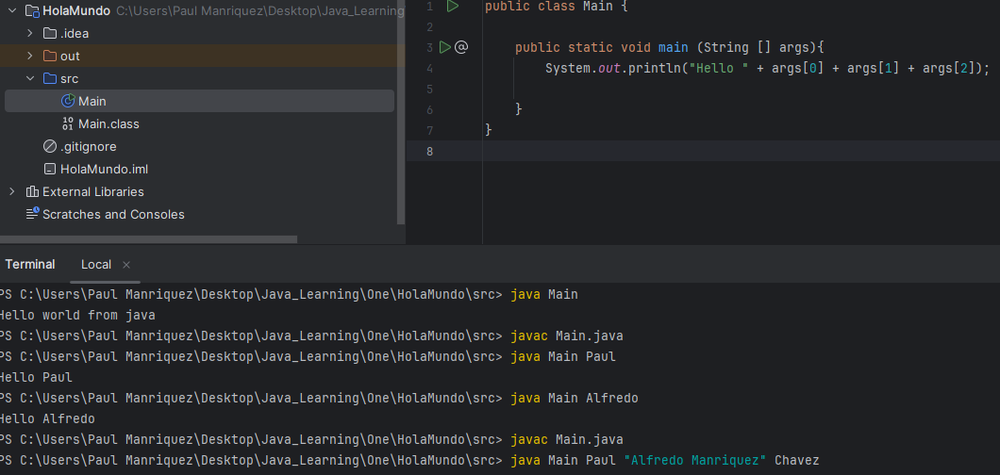 HolaMundo C:\Users\Paul Manriquez\Desktop\Java_Learning
.idea
out
src
Main
Main.class
.gitignore
HolaMundo.iml
External Libraries
Scratches and Consoles
1 public class Main {
2
3 public static void main (String [] args){
4 System.out.println("Hello " + args[0] + args[1] + args[2]);
5
6 }
7 }
8
Terminal Local
PS C:\Users\Paul Manriquez\Desktop\Java_Learning\One\HolaMundo\src> java Main
Hello world from java
PS C:\Users\Paul Manriquez\Desktop\Java_Learning\One\HolaMundo\src> javac Main.java
PS C:\Users\Paul Manriquez\Desktop\Java_Learning\One\HolaMundo\src> java Main Paul
Hello Paul
PS C:\Users\Paul Manriquez\Desktop\Java_Learning\One\HolaMundo\src> java Main Alfredo
Hello Alfredo
PS C:\Users\Paul Manriquez\Desktop\Java_Learning\One\HolaMundo\src> javac Main.java
PS C:\Users\Paul Manriquez\Desktop\Java_Learning\One\HolaMundo\src> java Main Paul "Alfredo Manriquez" Chavez